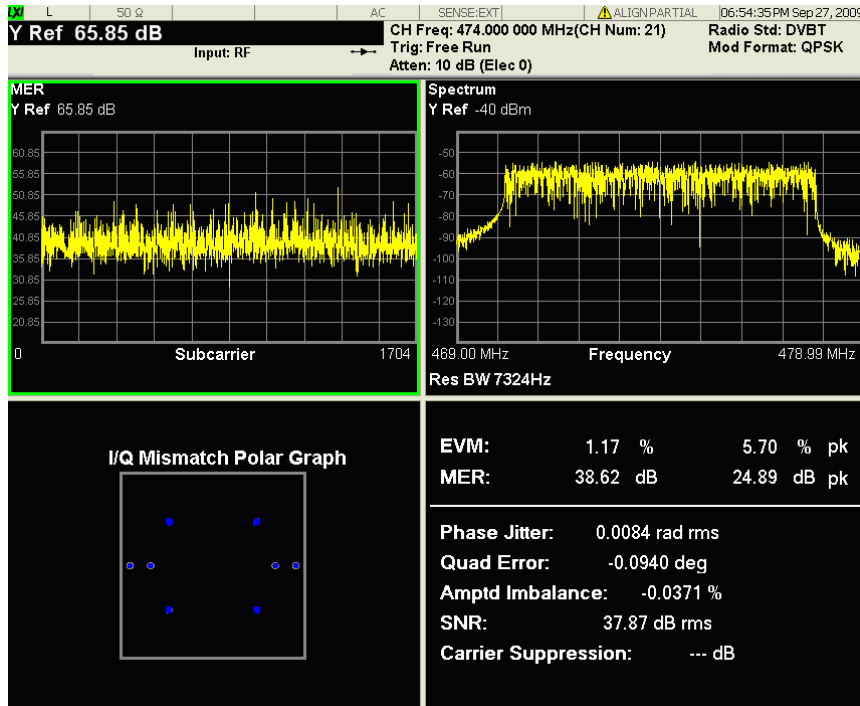 LXI L 50 Ω AC SENSE:EXT ALIGN PARTIAL 06:54:35 PM Sep 27, 2009
Y Ref 65.85 dB
Input: RF
CH Freq: 474.000 000 MHz(CH Num: 21)
Trig: Free Run
Atten: 10 dB (Elec 0)
Radio Std: DVBT
Mod Format: QPSK
MER
Y Ref 65.85 dB
60.85
55.85
50.85
45.85
40.85
35.85
30.85
25.85
20.85
0 Subcarrier 1704
Spectrum
Y Ref -40 dBm
-50
-60
-70
-80
-90
-100
-110
-120
-130
469.00 MHz Frequency 478.99 MHz
Res BW 7324Hz
I/Q Mismatch Polar Graph
EVM: 1.17 % 5.70 % pk
MER: 38.62 dB 24.89 dB pk
Phase Jitter: 0.0084 rad rms
Quad Error: -0.0940 deg
Amptd Imbalance: -0.0371 %
SNR: 37.87 dB rms
Carrier Suppression: --- dB